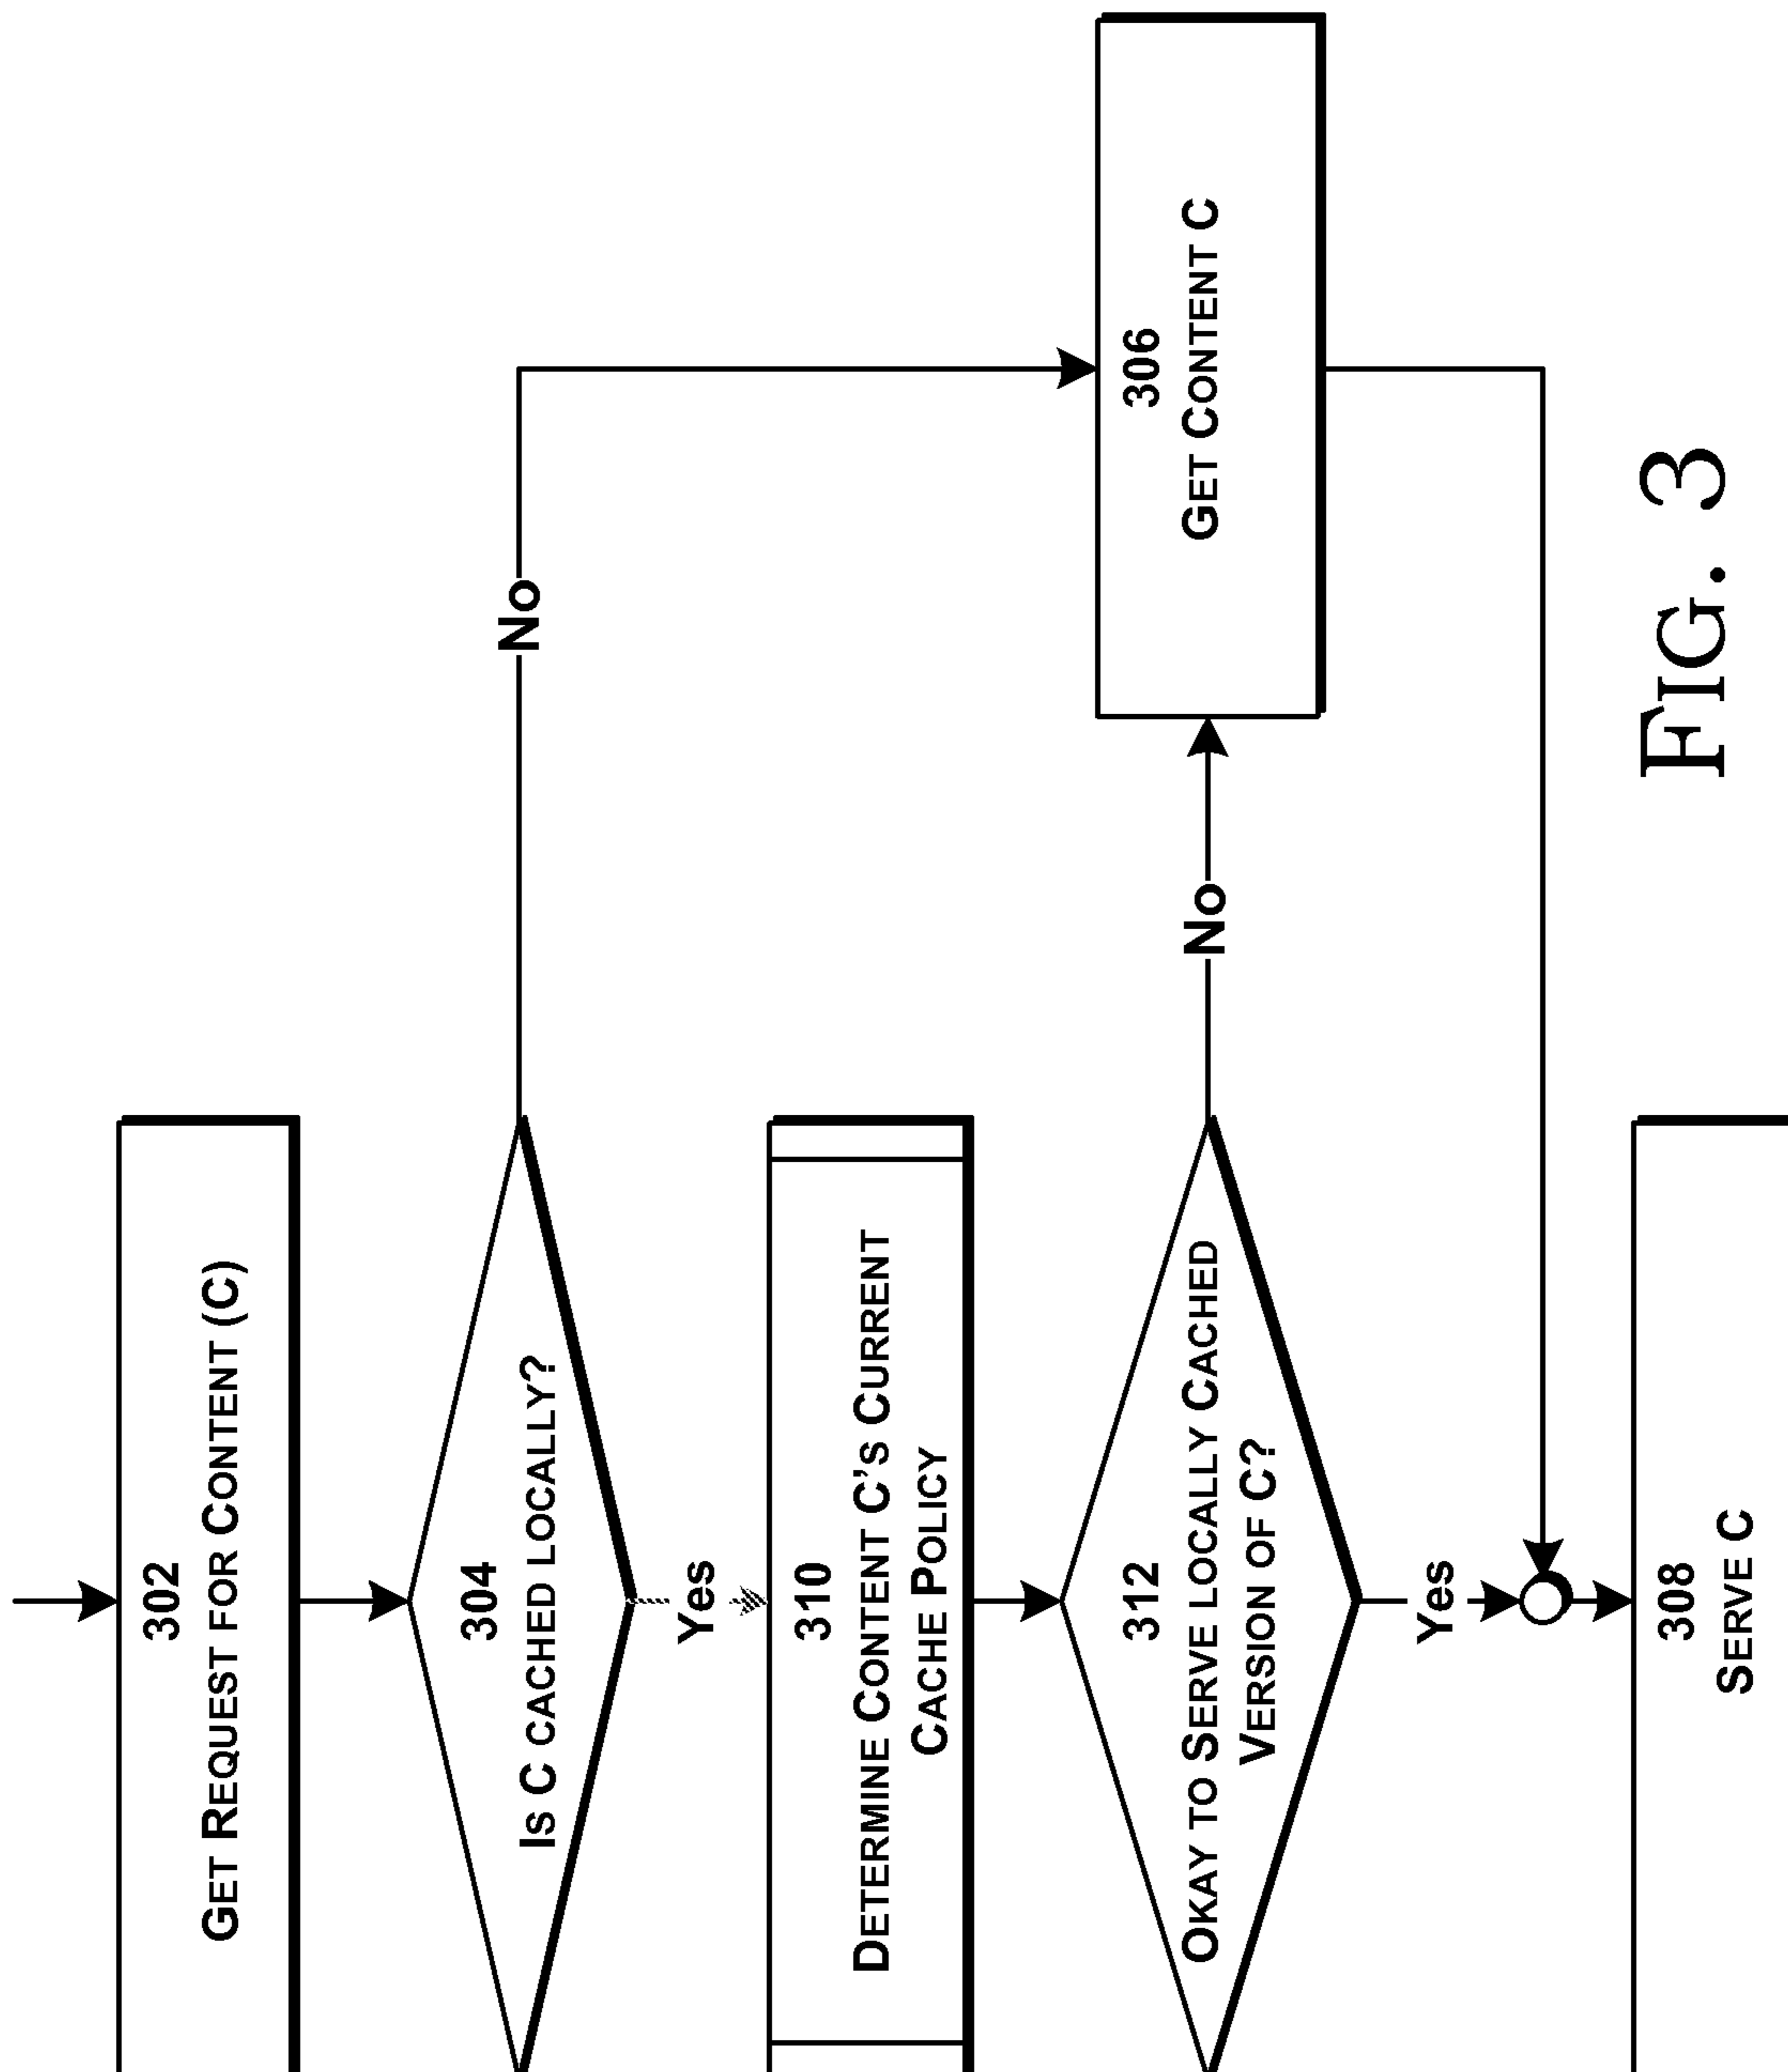 302
GET REQUEST FOR CONTENT (C)
304
IS C CACHED LOCALLY?
No
Yes
310
DETERMINE CONTENT C'S CURRENT
CACHE POLICY
312
OKAY TO SERVE LOCALLY CACHED
VERSION OF C?
No
306
GET CONTENT C
Yes
308
SERVE C
FIG. 3